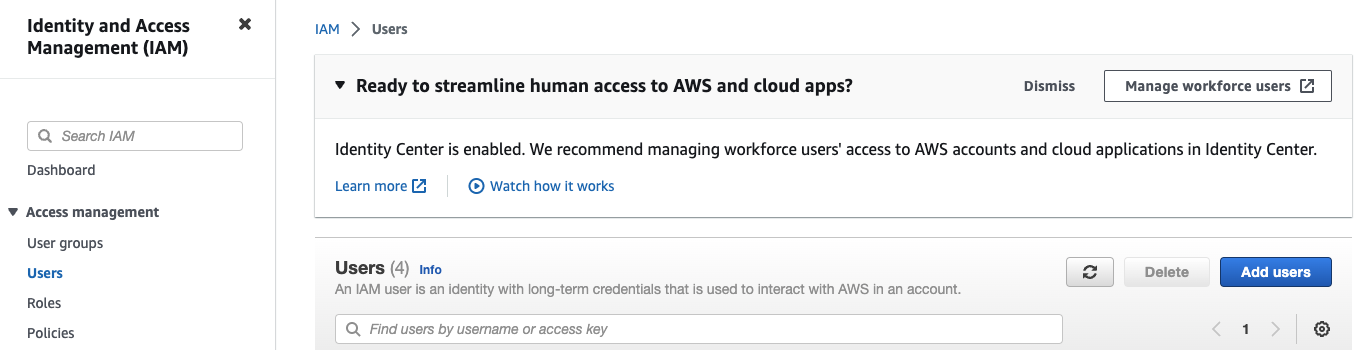 Identity and Access
Management (IAM)
Search IAM
Dashboard
Access management
User groups
Users
Roles
Policies
IAM > Users
Ready to streamline human access to AWS and cloud apps?
Dismiss
Manage workforce users
Identity Center is enabled. We recommend managing workforce users' access to AWS accounts and cloud applications in Identity Center.
Learn more
Watch how it works
Users (4) Info
An IAM user is an identity with long-term credentials that is used to interact with AWS in an account.
Delete
Add users
Find users by username or access key
1